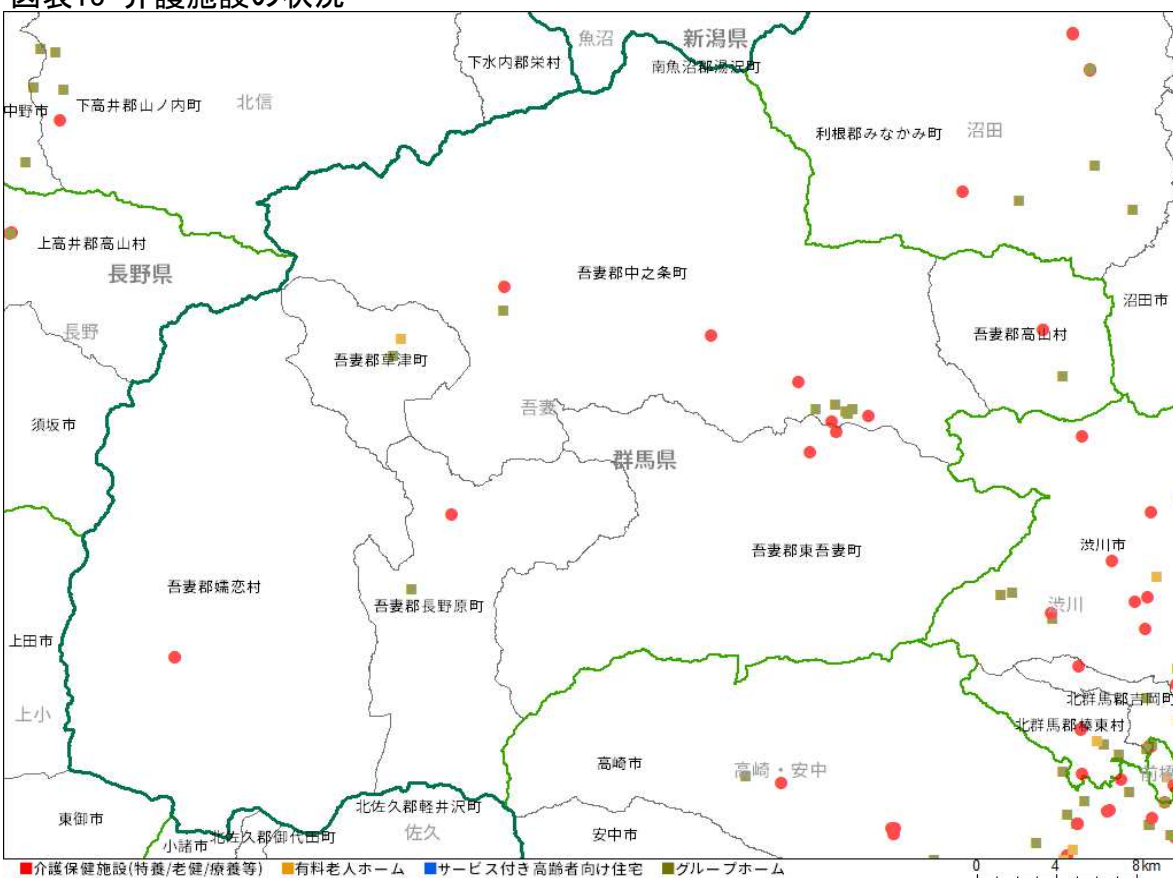 図表10 介護施設の状況
魚沼
新潟県
下水内郡栄村
南魚沼郡湯沢町
中野市
下高井郡山ノ内町
北信
利根郡みなかみ町
沼田
上高井郡高山村
長野県
吾妻郡中之条町
沼田市
長野
吾妻郡高山村
吾妻郡草津町
吾妻
須坂市
群馬県
吾妻郡東吾妻町
渋川市
吾妻郡嬬恋村
吾妻郡長野原町
渋川
上田市
上小
北群馬郡吉岡町
北群馬郡榛東村
高崎市
高崎・安中
前橋
北佐久郡軽井沢町
東御市
佐久
安中市
小諸市
北佐久郡御代田町
■介護保健施設(特養/老健/療養等) ■有料老人ホーム ■サービス付き高齢者向け住宅 ■グループホーム
0 8km